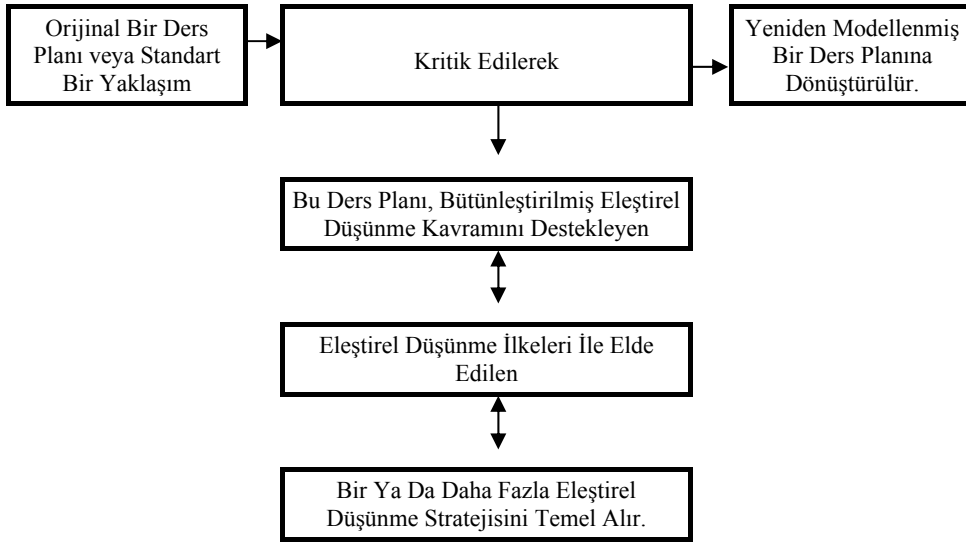 Orijinal Bir Ders
Planı veya Standart
Bir Yaklaşım
Kritik Edilerek
Yeniden Modellenmiş
Bir Ders Planına
Dönüştürülür.
Bu Ders Planı, Bütünleştirilmiş Eleştirel
Düşünme Kavramını Destekleyen
Eleştirel Düşünme İlkeleri İle Elde
Edilen
Bir Ya Da Daha Fazla Eleştirel
Düşünme Stratejisini Temel Alır.